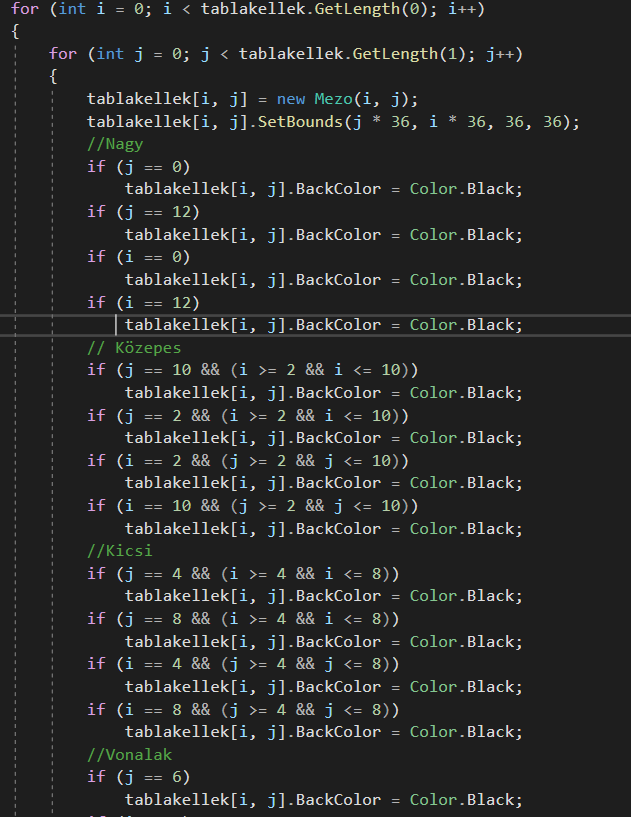 for (int i = 0; i < tablakellek.GetLength(0); i++)
{
for (int j = 0; j < tablakellek.GetLength(1); j++)
{
tablakellek[i, j] = new Mezo(i, j);
tablakellek[i, j].SetBounds(j * 36, i * 36, 36, 36);
//Nagy
if (j == 0)
tablakellek[i, j].BackColor = Color.Black;
if (j == 12)
tablakellek[i, j].BackColor = Color.Black;
if (i == 0)
tablakellek[i, j].BackColor = Color.Black;
if (i == 12)
tablakellek[i, j].BackColor = Color.Black;
// Közepes
if (j == 10 && (i >= 2 && i <= 10))
tablakellek[i, j].BackColor = Color.Black;
if (j == 2 && (i >= 2 && i <= 10))
tablakellek[i, j].BackColor = Color.Black;
if (i == 2 && (j >= 2 && j <= 10))
tablakellek[i, j].BackColor = Color.Black;
if (i == 10 && (j >= 2 && j <= 10))
tablakellek[i, j].BackColor = Color.Black;
//Kicsi
if (j == 4 && (i >= 4 && i <= 8))
tablakellek[i, j].BackColor = Color.Black;
if (j == 8 && (i >= 4 && i <= 8))
tablakellek[i, j].BackColor = Color.Black;
if (i == 4 && (j >= 4 && j <= 8))
tablakellek[i, j].BackColor = Color.Black;
if (i == 8 && (j >= 4 && j <= 8))
tablakellek[i, j].BackColor = Color.Black;
//Vonalak
if (j == 6)
tablakellek[i, j].BackColor = Color.Black;